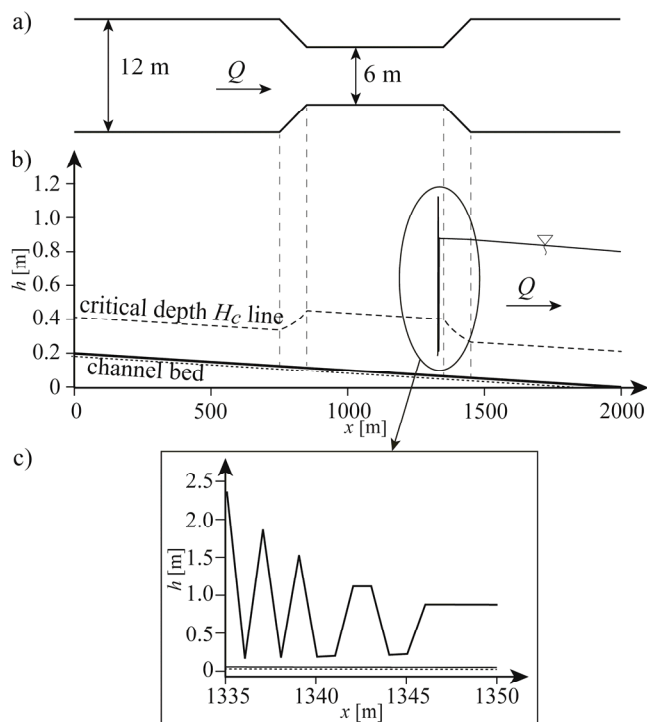 a)
12 m
Q
6 m
b)
h [m]
1.2
1.0
0.8
0.6
0.4
0.2
0
critical depth Hc line
channel bed
Q
0
500
1000
1500
2000
x [m]
c)
h [m]
2.5
2.0
1.5
1.0
0.5
0
1335
1340
1345
1350
x [m]